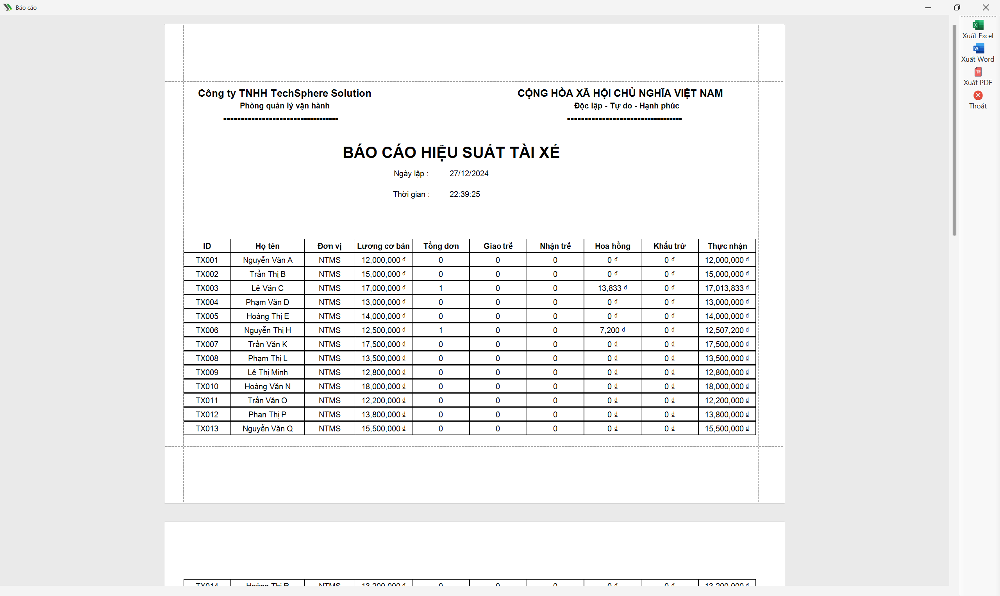 Báo cáo
Xuất Excel
Xuất Word
Xuất PDF
Thoát
Công ty TNHH TechSphere Solution
CỘNG HÒA XÃ HỘI CHỦ NGHĨA VIỆT NAM
Phòng quản lý vận hành
Độc lập - Tự do - Hạnh phúc
---------------------------------
---------------------------------
BÁO CÁO HIỆU SUẤT TÀI XẾ
Ngày lập : 27/12/2024
Thời gian : 22:39:25
ID Họ tên Đơn vị Lương cơ bản Tổng đơn Giao trễ Nhận trễ Hoa hồng Khấu trừ Thực nhận
TX001 Nguyễn Văn A NTMS 12,000,000 ₫ 0 0 0 0 ₫ 0 ₫ 12,000,000 ₫
TX002 Trần Thị B NTMS 15,000,000 ₫ 0 0 0 0 ₫ 0 ₫ 15,000,000 ₫
TX003 Lê Văn C NTMS 17,000,000 ₫ 1 0 0 13,833 ₫ 0 ₫ 17,013,833 ₫
TX004 Phạm Văn D NTMS 13,000,000 ₫ 0 0 0 0 ₫ 0 ₫ 13,000,000 ₫
TX005 Hoàng Thị E NTMS 14,000,000 ₫ 0 0 0 0 ₫ 0 ₫ 14,000,000 ₫
TX006 Nguyễn Thị H NTMS 12,500,000 ₫ 1 0 0 7,200 ₫ 0 ₫ 12,507,200 ₫
TX007 Trần Văn K NTMS 17,500,000 ₫ 0 0 0 0 ₫ 0 ₫ 17,500,000 ₫
TX008 Phạm Thị L NTMS 13,500,000 ₫ 0 0 0 0 ₫ 0 ₫ 13,500,000 ₫
TX009 Lê Thị Minh NTMS 12,800,000 ₫ 0 0 0 0 ₫ 0 ₫ 12,800,000 ₫
TX010 Hoàng Văn N NTMS 18,000,000 ₫ 0 0 0 0 ₫ 0 ₫ 18,000,000 ₫
TX011 Trần Văn O NTMS 12,200,000 ₫ 0 0 0 0 ₫ 0 ₫ 12,200,000 ₫
TX012 Phan Thị P NTMS 13,800,000 ₫ 0 0 0 0 ₫ 0 ₫ 13,800,000 ₫
TX013 Nguyễn Văn Q NTMS 15,500,000 ₫ 0 0 0 0 ₫ 0 ₫ 15,500,000 ₫
TX014 Hoàng Thị NTMS 13,200,000 ₫ 0 0 0 0 ₫ 0 ₫ 13,200,000 ₫